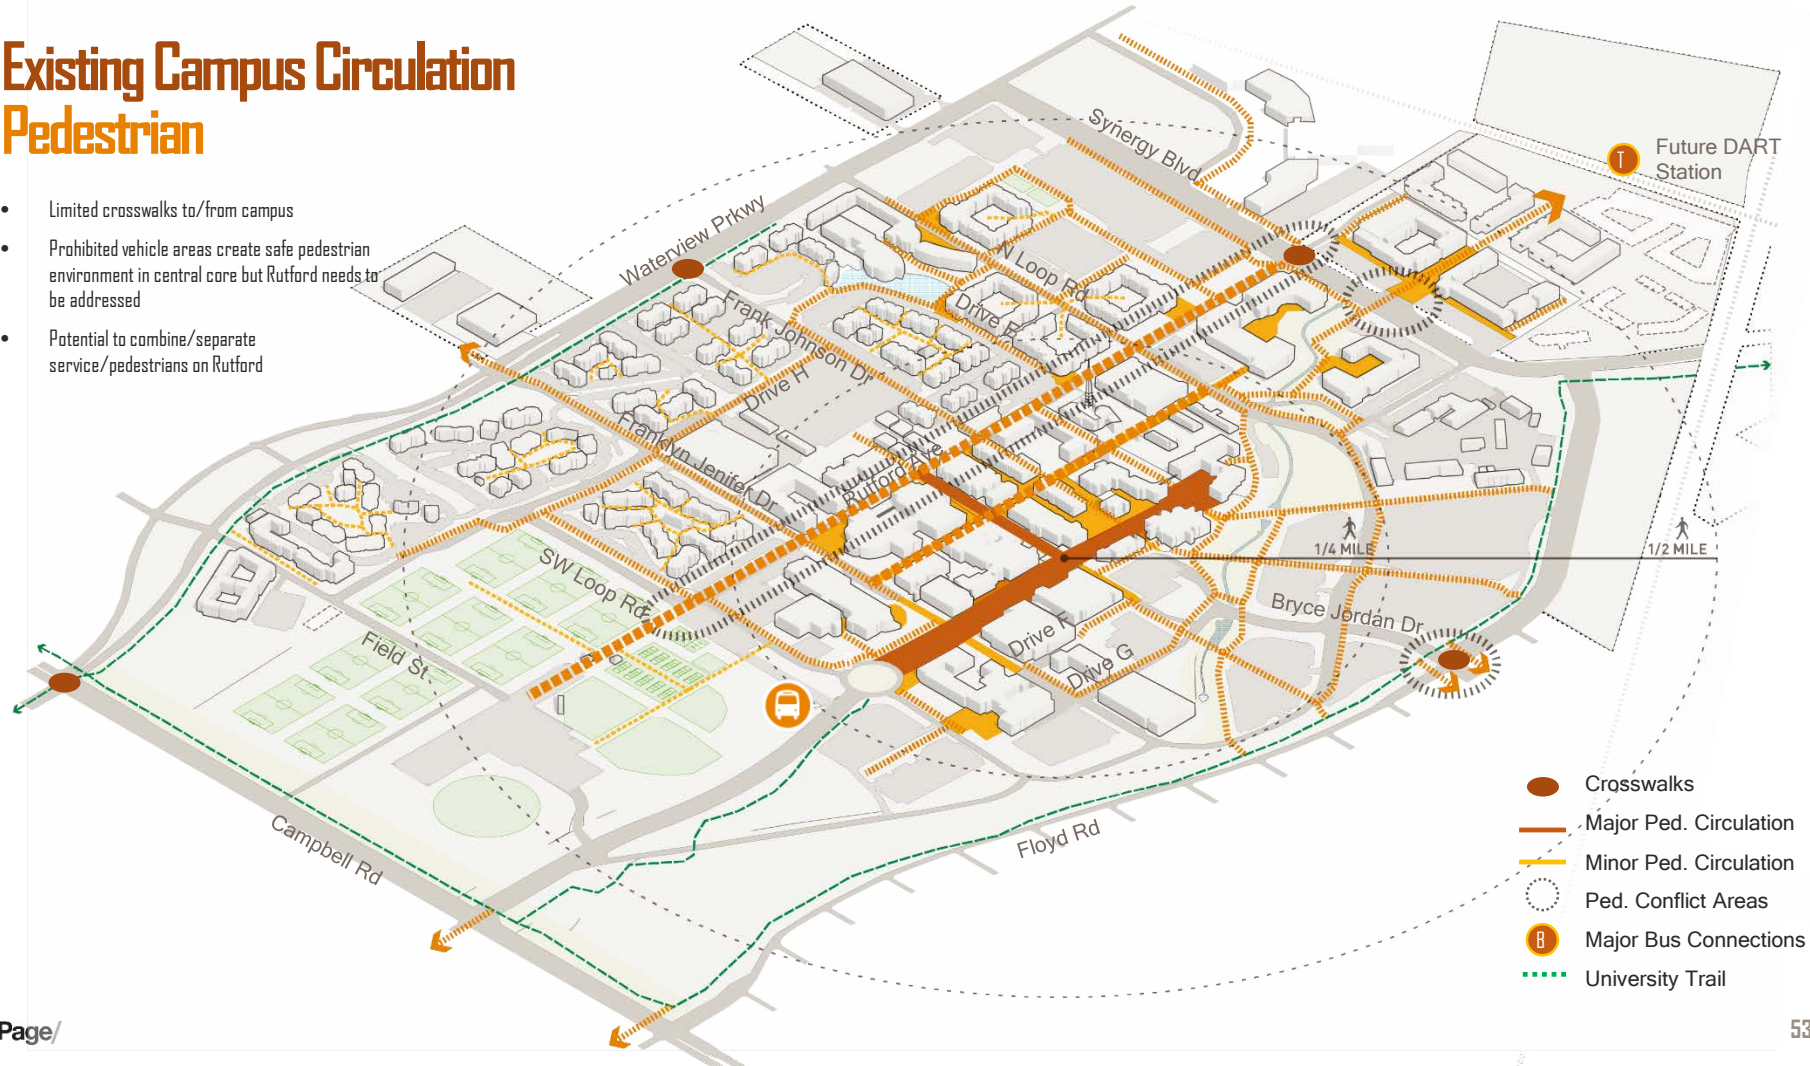 Existing Campus Circulation
Pedestrian
• Limited crosswalks to/from campus
• Prohibited vehicle areas create safe pedestrian
environment in central core but Rutford needs to
be addressed
• Potential to combine/separate
service/pedestrians on Rutford
Synergy Blvd
T
Future DART
Station
Waterview Prkwy
N Loop Rd
Drive E
Frank Johnson Dr
Drive H
Franklyn Jenifer Dr
Rutford Ave
1/4 MILE
1/2 MILE
SW Loop Rd
Bryce Jordan Dr
Drive F
Drive G
Field St
Campbell Rd
Floyd Rd
Crosswalks
Major Ped. Circulation
Minor Ped. Circulation
Ped. Conflict Areas
B
Major Bus Connections
University Trail
Page/
53